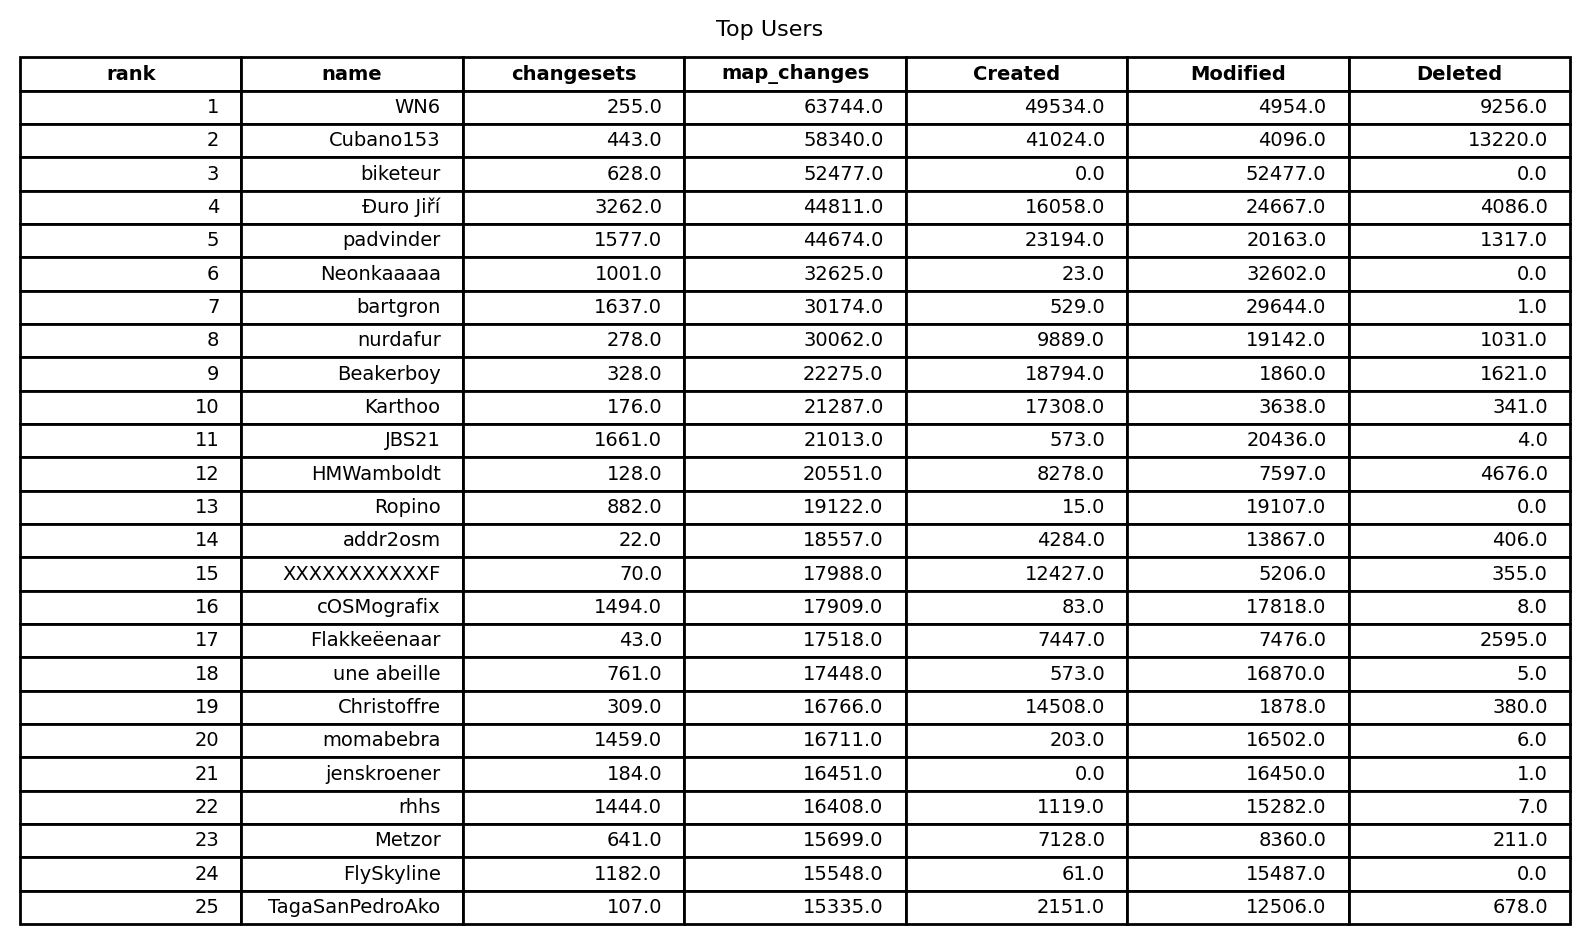 Top Users
rank name changesets map_changes Created Modified Deleted
1 WN6 255.0 63744.0 49534.0 4954.0 9256.0
2 Cubano153 443.0 58340.0 41024.0 4096.0 13220.0
3 biketeur 628.0 52477.0 0.0 52477.0 0.0
4 Đuro Jiří 3262.0 44811.0 16058.0 24667.0 4086.0
5 padvinder 1577.0 44674.0 23194.0 20163.0 1317.0
6 Neonkaaaaa 1001.0 32625.0 23.0 32602.0 0.0
7 bartgron 1637.0 30174.0 529.0 29644.0 1.0
8 nurdafur 278.0 30062.0 9889.0 19142.0 1031.0
9 Beakerboy 328.0 22275.0 18794.0 1860.0 1621.0
10 Karthoo 176.0 21287.0 17308.0 3638.0 341.0
11 JBS21 1661.0 21013.0 573.0 20436.0 4.0
12 HMWamboldt 128.0 20551.0 8278.0 7597.0 4676.0
13 Ropino 882.0 19122.0 15.0 19107.0 0.0
14 addr2osm 22.0 18557.0 4284.0 13867.0 406.0
15 XXXXXXXXXXXF 70.0 17988.0 12427.0 5206.0 355.0
16 cOSMografix 1494.0 17909.0 83.0 17818.0 8.0
17 Flakkeëenaar 43.0 17518.0 7447.0 7476.0 2595.0
18 une abeille 761.0 17448.0 573.0 16870.0 5.0
19 Christoffre 309.0 16766.0 14508.0 1878.0 380.0
20 momabebra 1459.0 16711.0 203.0 16502.0 6.0
21 jenskroener 184.0 16451.0 0.0 16450.0 1.0
22 rhhs 1444.0 16408.0 1119.0 15282.0 7.0
23 Metzor 641.0 15699.0 7128.0 8360.0 211.0
24 FlySkyline 1182.0 15548.0 61.0 15487.0 0.0
25 TagaSanPedroAko 107.0 15335.0 2151.0 12506.0 678.0